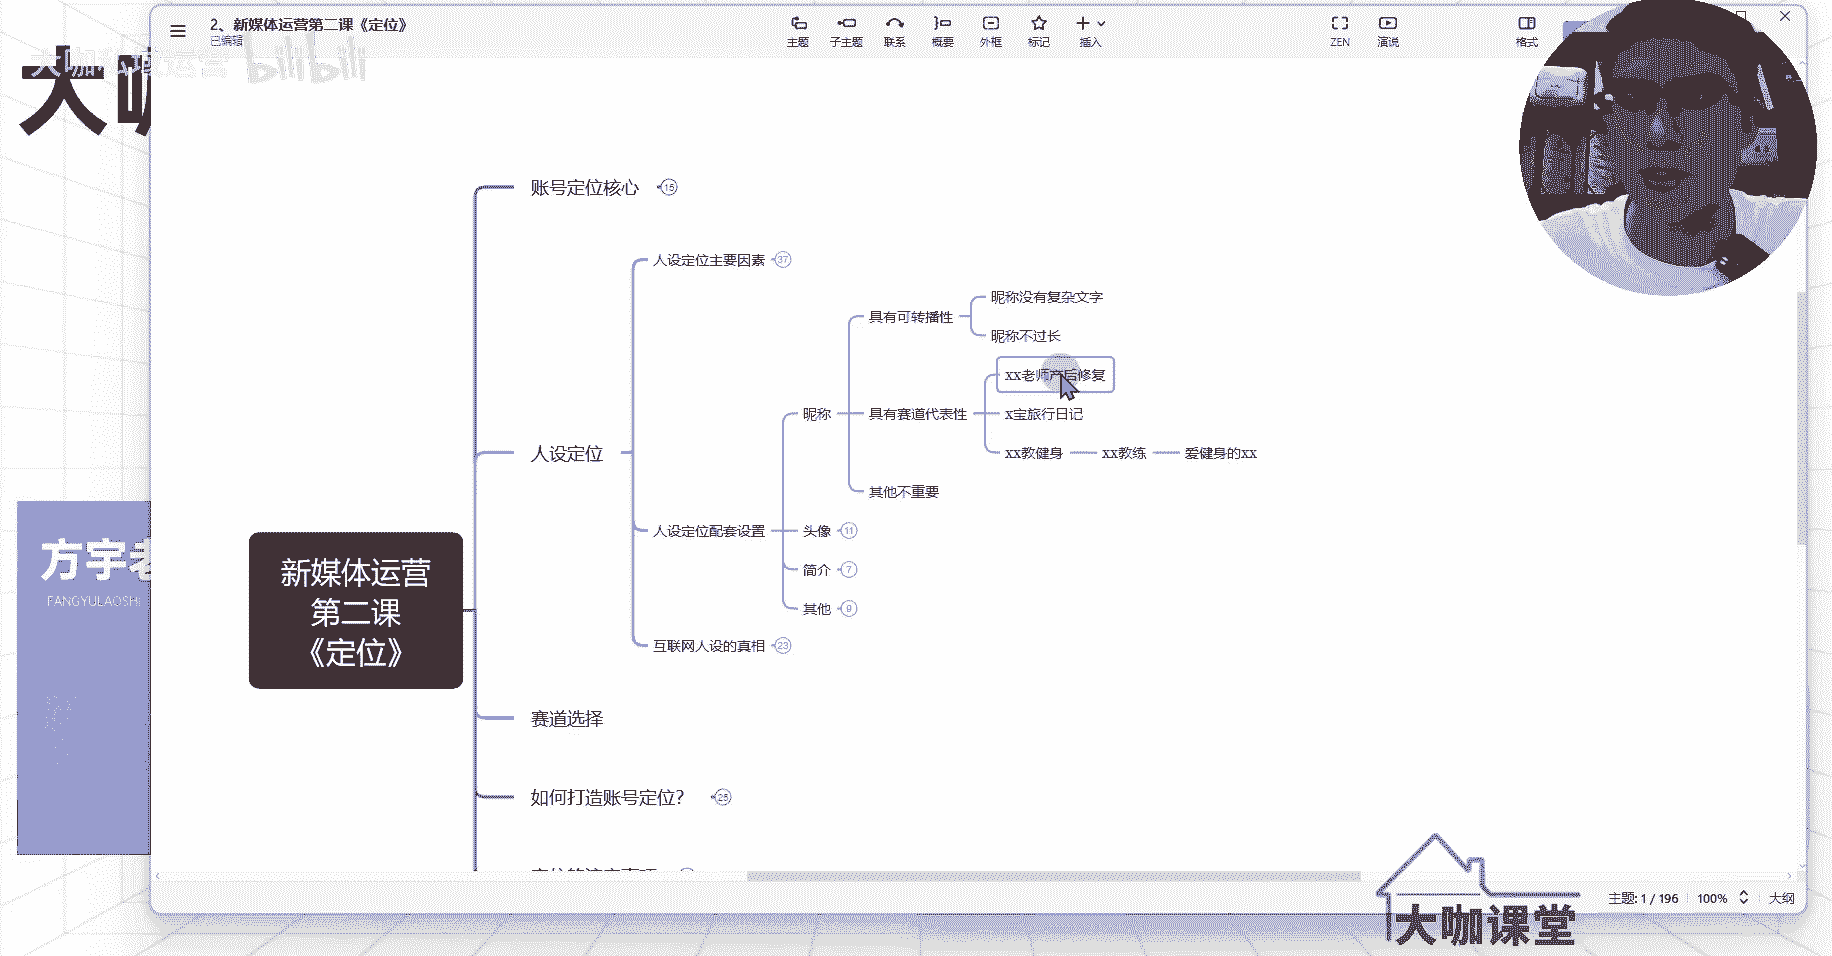 2、新媒体运营第二课《定位》
已编辑
主题
子主题
联系
概要
外框
标记
插入
ZEN
演说
格式
大咖私域运营 bilibili
大咖
账号定位核心 15
人设定位主要因素 37
昵称没有复杂文字
具有可转播性
昵称不过长
xx老师产后修复
昵称
具有赛道代表性
x宝旅行日记
人设定位
xx教健身
xx教练
爱健身的xx
其他不重要
人设定位配套设置
头像 11
方宇老
FANGYULAOSHI
新媒体运营
第二课
《定位》
简介 7
其他 9
互联网人设的真相 23
赛道选择
如何打造账号定位？ 25
主题: 1 / 196
100%
大纲
大咖课堂